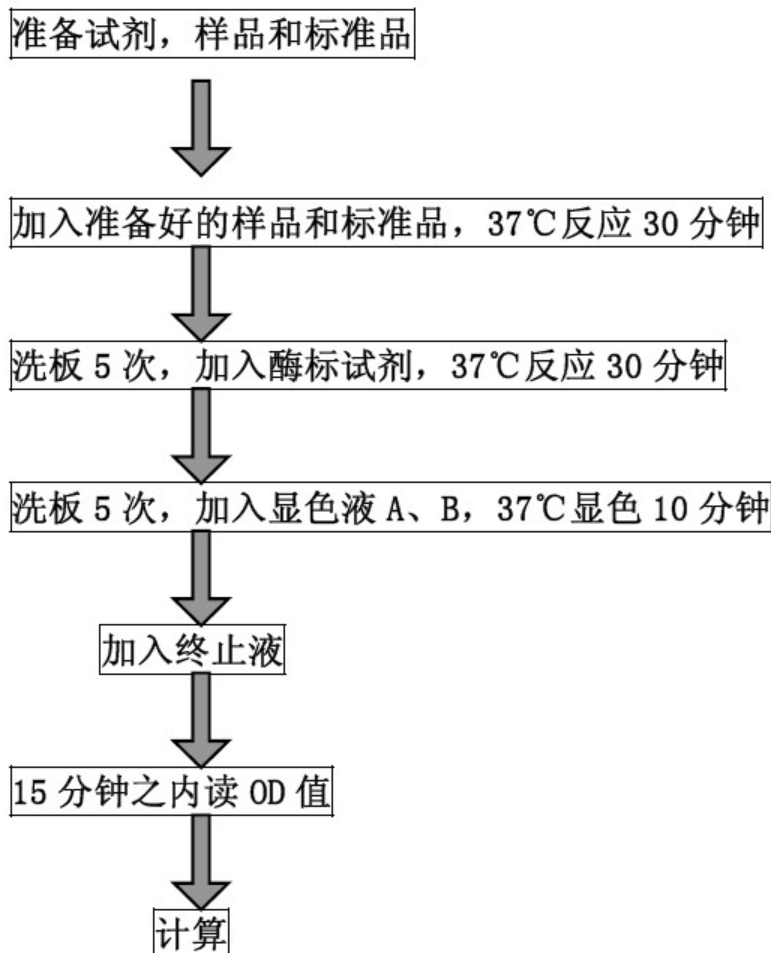 准备试剂，样品和标准品
加入准备好的样品和标准品，37℃反应 30 分钟
洗板 5 次，加入酶标试剂，37℃反应 30 分钟
洗板 5 次，加入显色液 A、B，37℃显色 10 分钟
加入终止液
15 分钟之内读 OD 值
计算